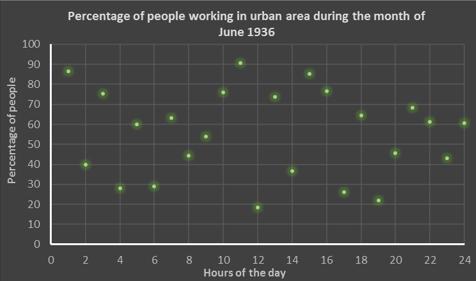 Percentage of people working in urban area during the month of
June 1936
Percentage of people
100
90
80
70
60
50
40
30
20
10
0
0 2 4 6 8 10 12 14 16 18 20 22 24
Hours of the day